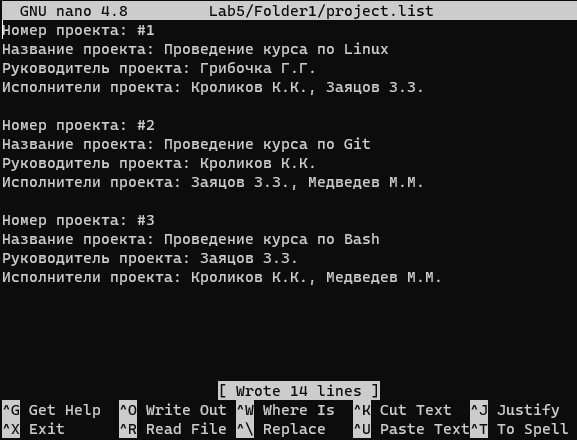 GNU nano 4.8 Lab5/Folder1/project.list
Номер проекта: #1
Название проекта: Проведение курса по Linux
Руководитель проекта: Грибочка Г.Г.
Исполнители проекта: Кроликов К.К., Заяцов З.З.
Номер проекта: #2
Название проекта: Проведение курса по Git
Руководитель проекта: Кроликов К.К.
Исполнители проекта: Заяцов З.З., Медведев М.М.
Номер проекта: #3
Название проекта: Проведение курса по Bash
Руководитель проекта: Заяцов З.З.
Исполнители проекта: Кроликов К.К., Медведев М.М.
[ Wrote 14 lines ]
^G Get Help ^O Write Out ^W Where Is ^K Cut Text ^J Justify
^X Exit ^R Read File ^\ Replace ^U Paste Text ^T To Spell